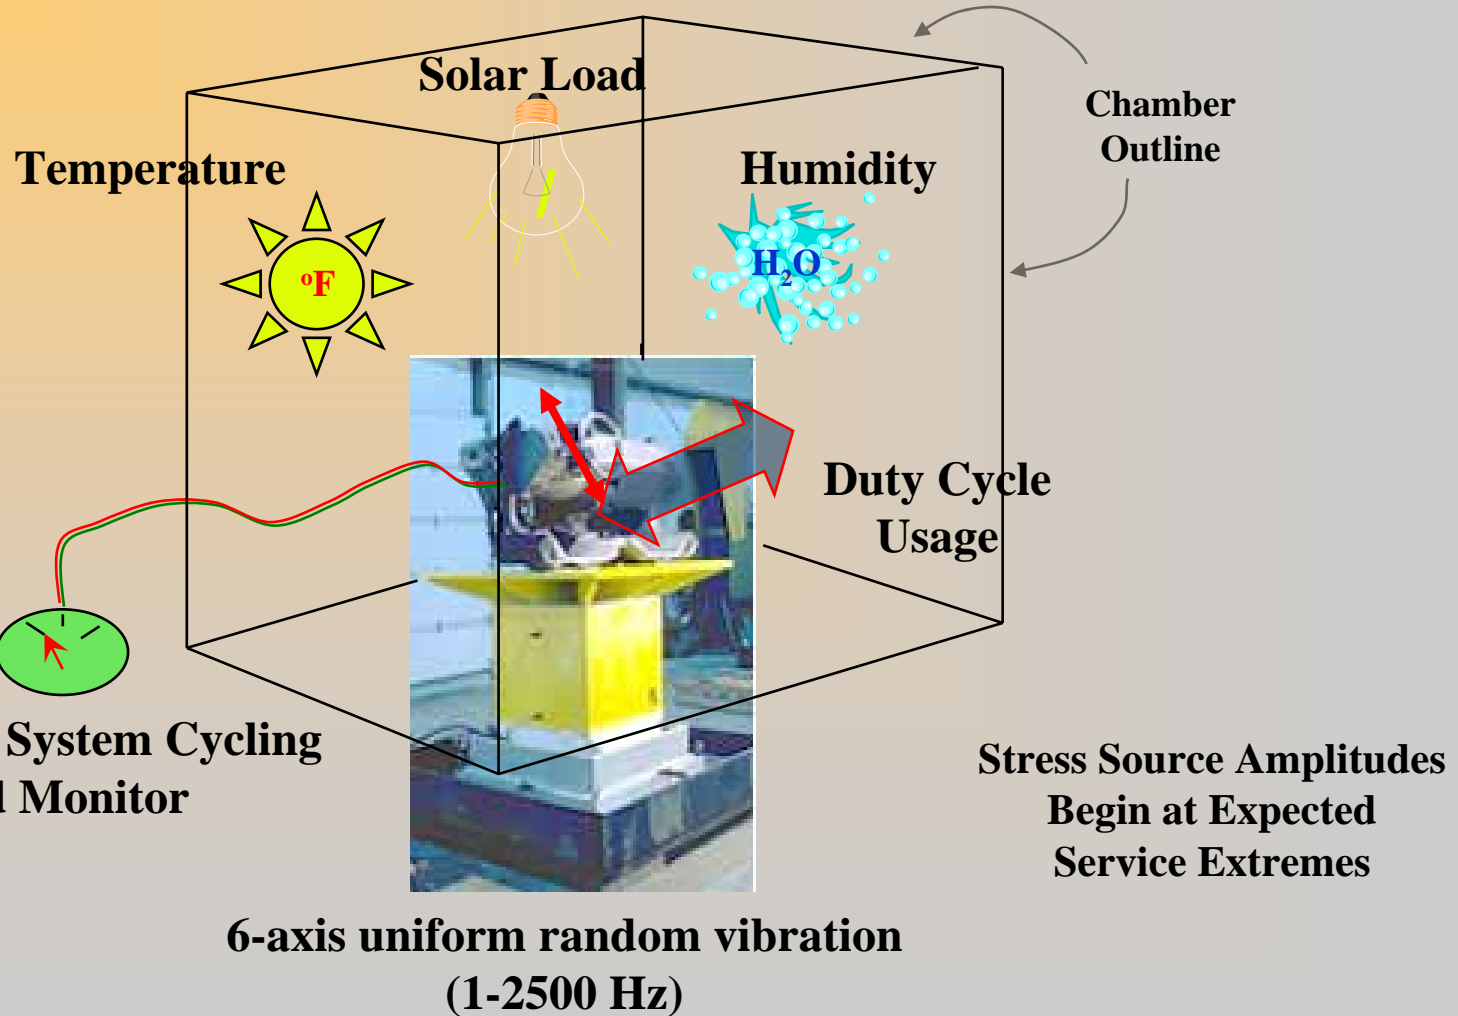 Solar Load
Chamber
Outline
Temperature
Humidity
°F
H₂O
Duty Cycle
Usage
System Cycling
Monitor
Stress Source Amplitudes
Begin at Expected
Service Extremes
6-axis uniform random vibration
(1-2500 Hz)